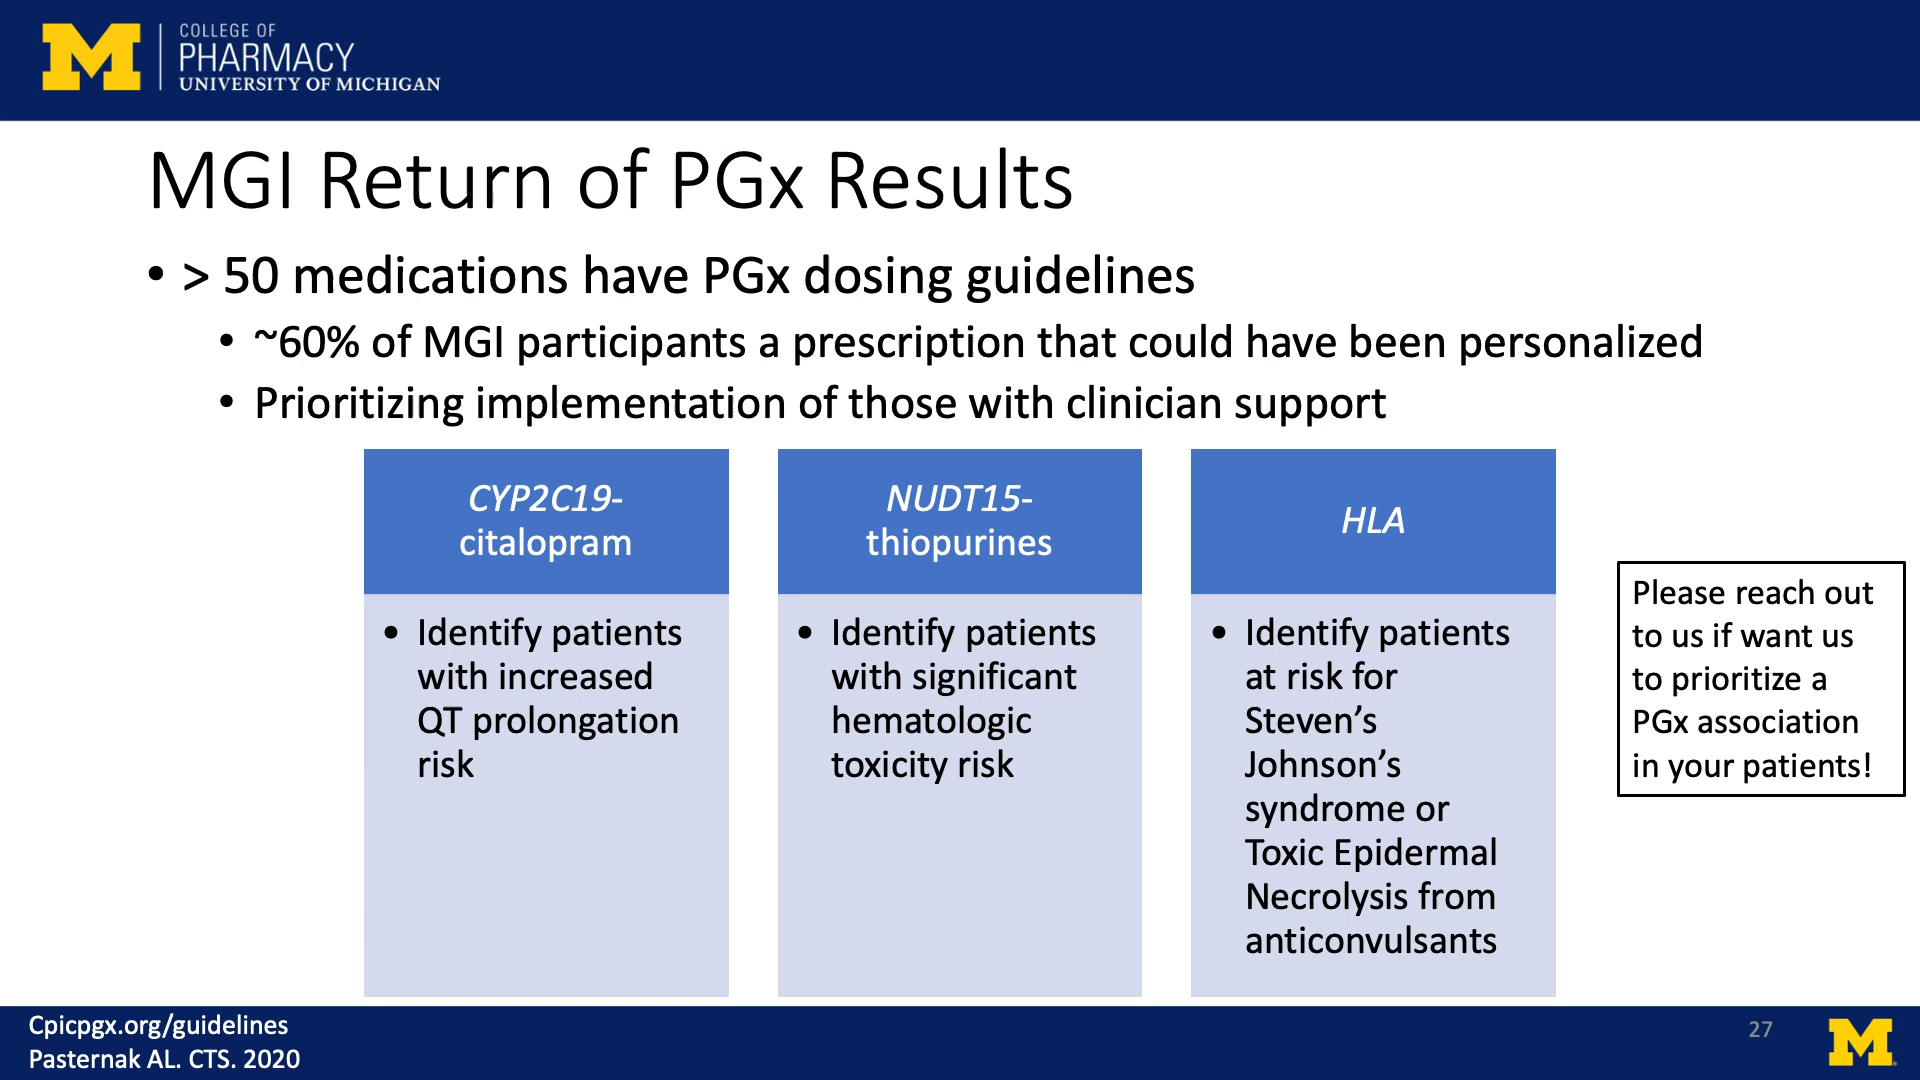 COLLEGE OF
PHARMACY
UNIVERSITY OF MICHIGAN
MGI Return of PGx Results
• > 50 medications have PGx dosing guidelines
• ~60% of MGI participants a prescription that could have been personalized
• Prioritizing implementation of those with clinician support
CYP2C19-
citalopram
• Identify patients
with increased
QT prolongation
risk
NUDT15-
thiopurines
• Identify patients
with significant
hematologic
toxicity risk
HLA
• Identify patients
at risk for
Steven’s
Johnson’s
syndrome or
Toxic Epidermal
Necrolysis from
anticonvulsants
Please reach out
to us if want us
to prioritize a
PGx association
in your patients!
Cpicpgx.org/guidelines
Pasternak AL. CTS. 2020
27